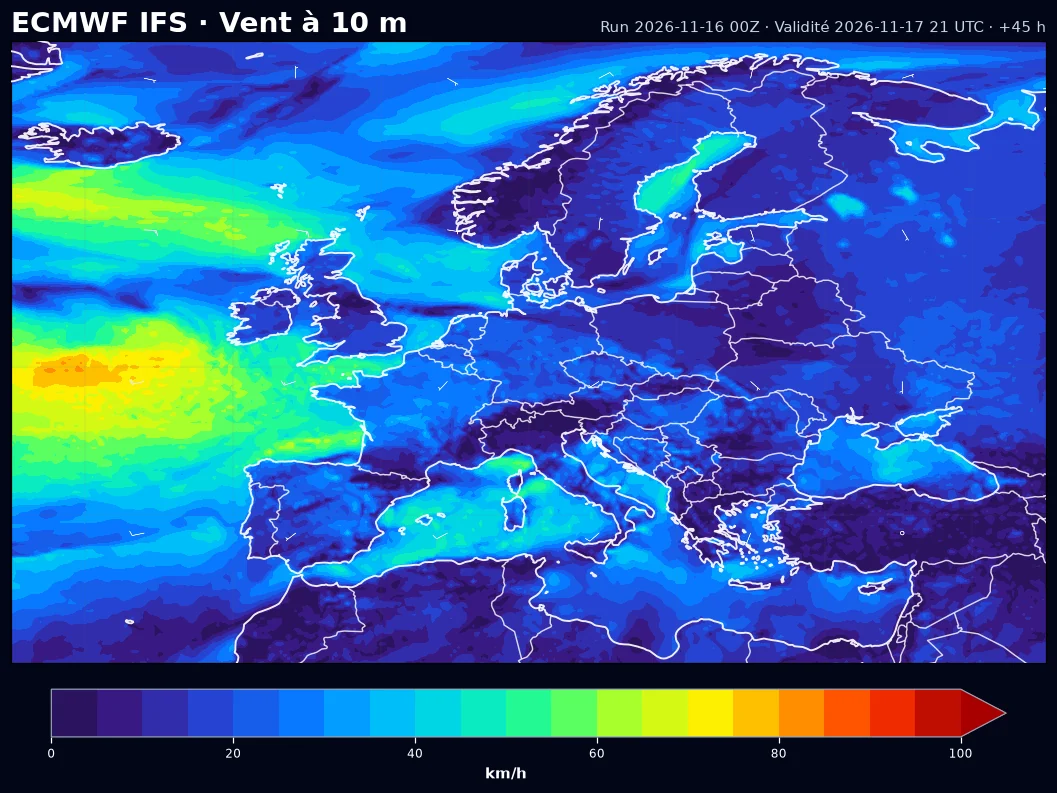 ECMWF IFS · Vent à 10 m
Run 2026-11-16 00Z · Validité 2026-11-17 21 UTC · +45 h
0 20 40 60 80 100
km/h